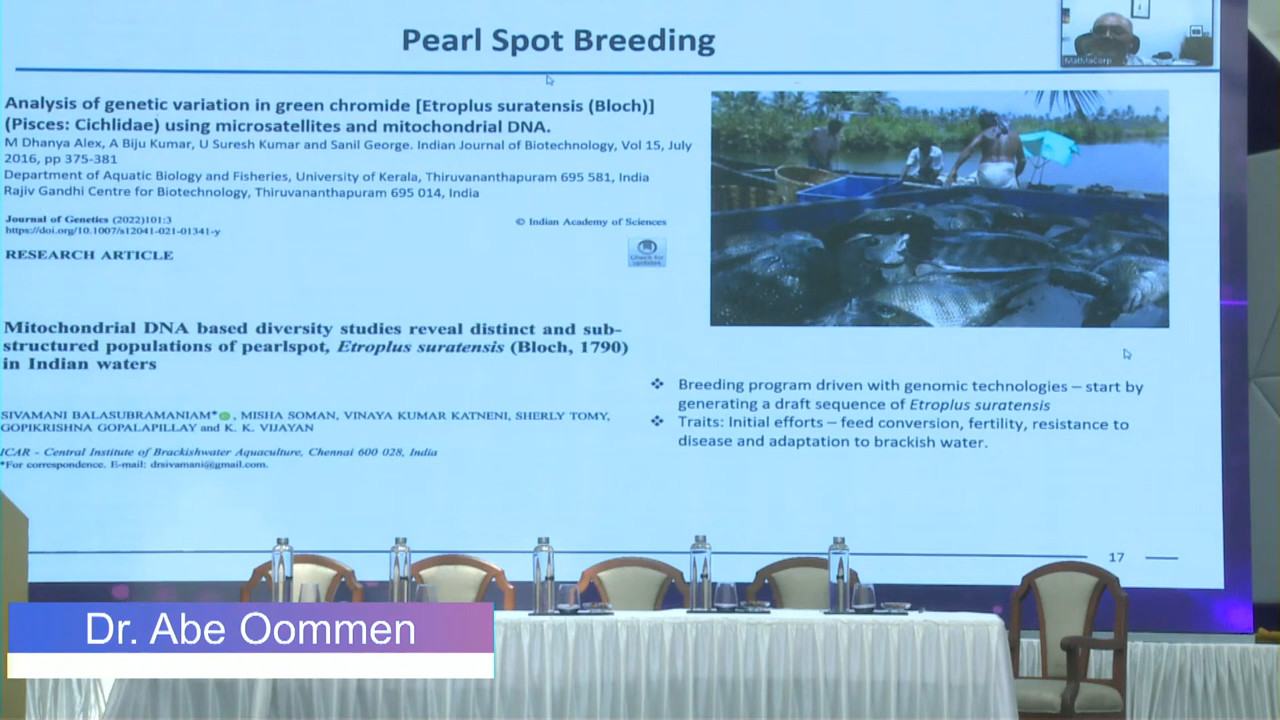 Pearl Spot Breeding
MatMaCorp
Analysis of genetic variation in green chromide [Etroplus suratensis (Bloch)]
(Pisces: Cichlidae) using microsatellites and mitochondrial DNA.
M Dhanya Alex, A Biju Kumar, U Suresh Kumar and Sanil George. Indian Journal of Biotechnology, Vol 15, July
2016, pp 375-381
Department of Aquatic Biology and Fisheries, University of Kerala, Thiruvananthapuram 695 581, India
Rajiv Gandhi Centre for Biotechnology, Thiruvananthapuram 695 014, India
Journal of Genetics (2022)101:3
© Indian Academy of Sciences
https://doi.org/10.1007/s12041-021-01341-y
RESEARCH ARTICLE
Check for
updates
Mitochondrial DNA based diversity studies reveal distinct and sub-
structured populations of pearlspot, Etroplus suratensis (Bloch, 1790)
in Indian waters
SIVAMANI BALASUBRAMANIAM*, MISHA SOMAN, VINAYA KUMAR KATNENI, SHERLY TOMY,
GOPIKRISHNA GOPALAPILLAY and K. K. VIJAYAN
ICAR - Central Institute of Brackishwater Aquaculture, Chennai 600 028, India
*For correspondence. E-mail: drsivamani@gmail.com.
❖ Breeding program driven with genomic technologies – start by
generating a draft sequence of Etroplus suratensis
❖ Traits: Initial efforts – feed conversion, fertility, resistance to
disease and adaptation to brackish water.
17
Dr. Abe Oommen